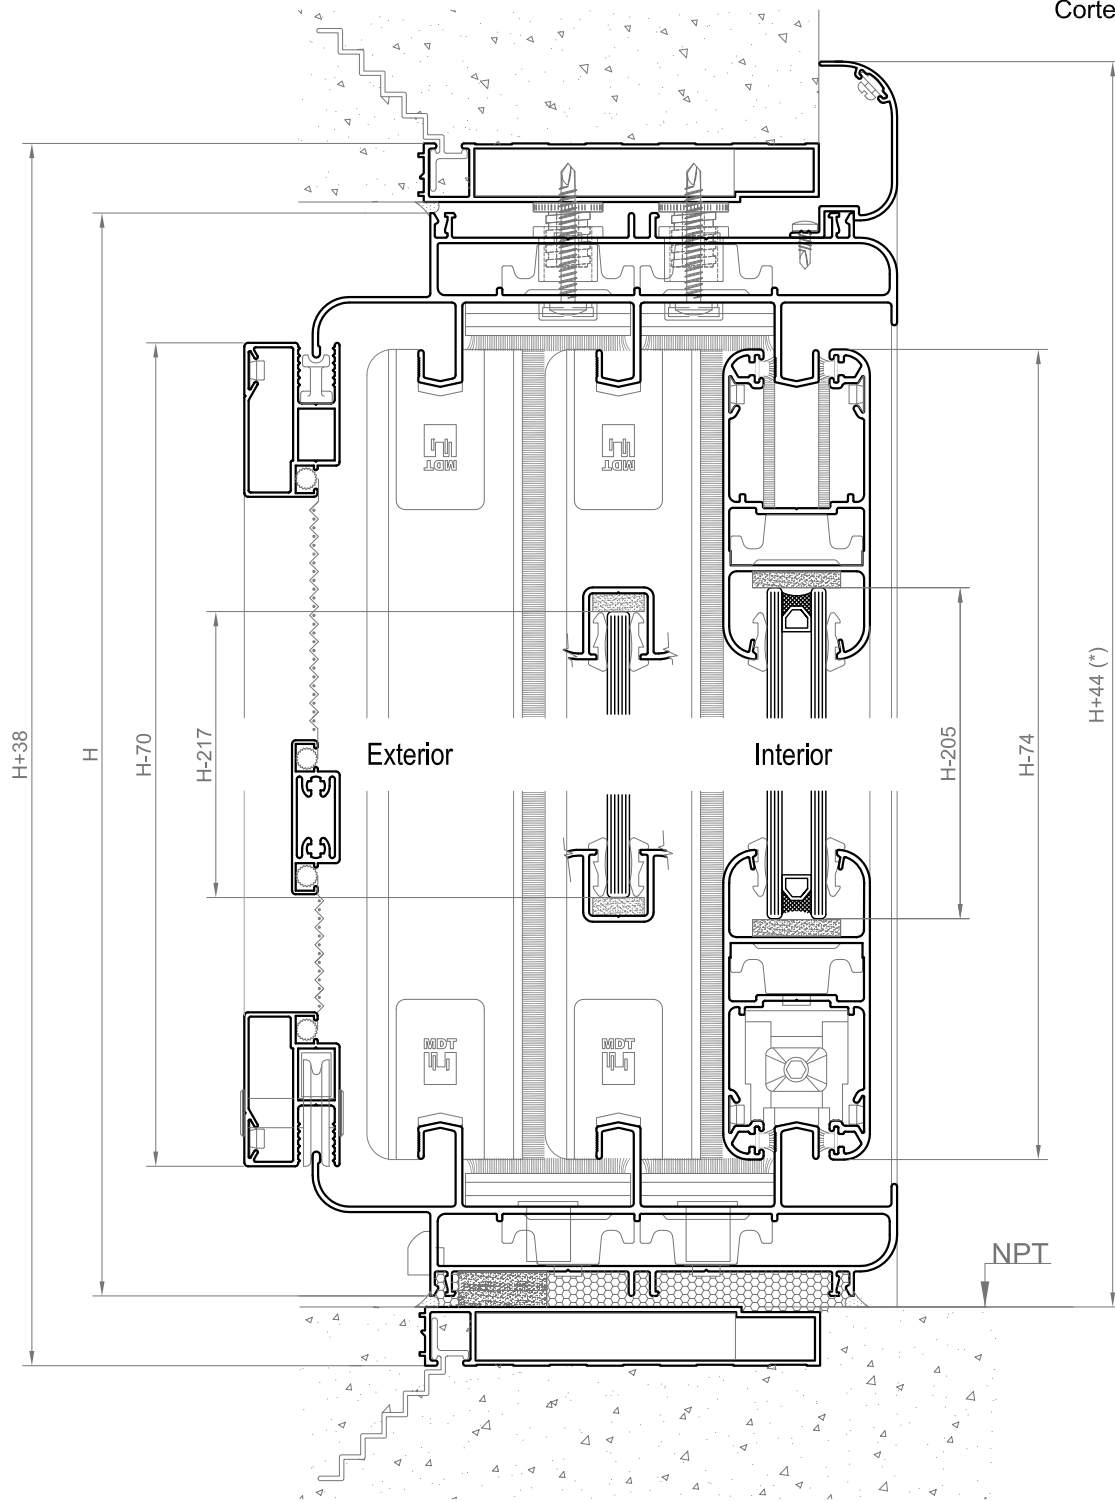 Corte
MDT
MDT
H+38
H
H-70
H-217
Exterior
Interior
H-205
H-74
H+44 (*)
MDT
MDT
NPT